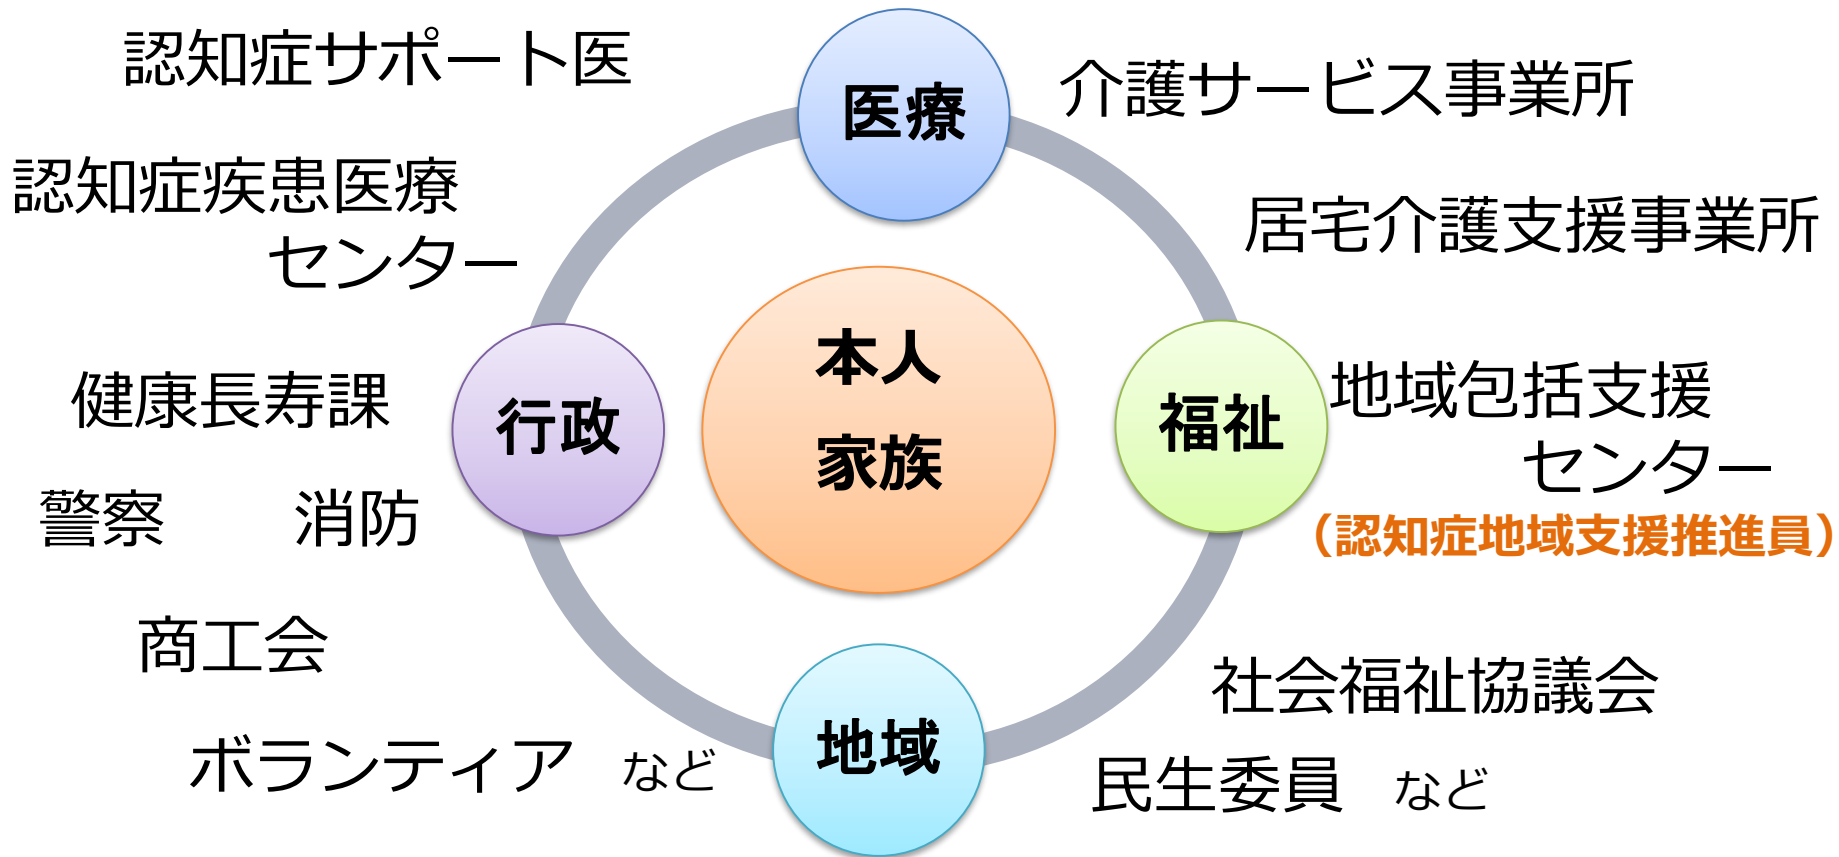 認知症サポート医
医療
介護サービス事業所
認知症疾患医療
センター
居宅介護支援事業所
本人
家族
健康長寿課
行政
福祉
地域包括支援
センター
（認知症地域支援推進員）
警察　消防
商工会
社会福祉協議会
地域
ボランティア　など
民生委員　など